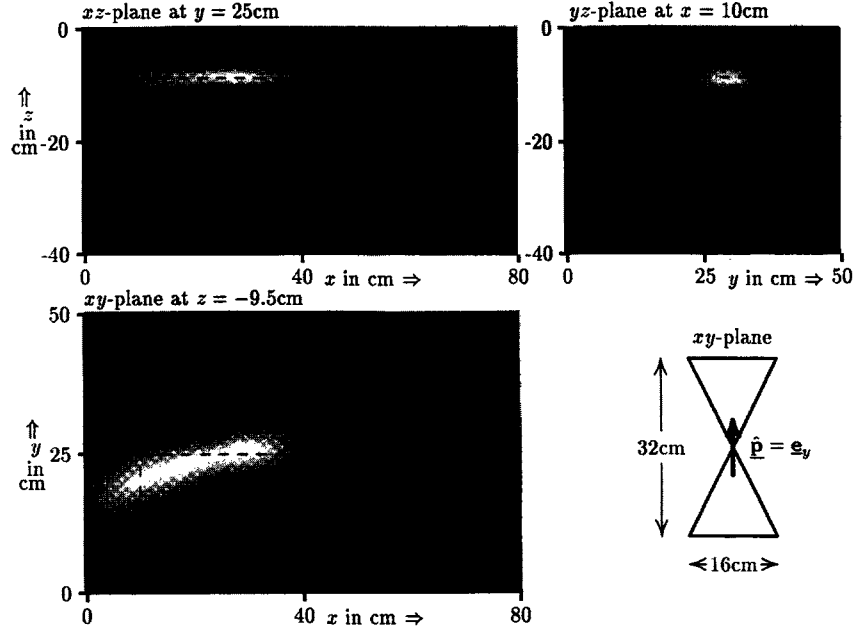 xz-plane at y = 25cm
yz-plane at x = 10cm
0
-20
-40
⇑
z
in
cm
0
40
80
x in cm ⇒
0
-20
-40
0
25
50
y in cm ⇒
xy-plane at z = −9.5cm
50
25
0
⇑
y
in
cm
0
40
80
x in cm ⇒
xy-plane
32cm
p̂ = e_y
16cm